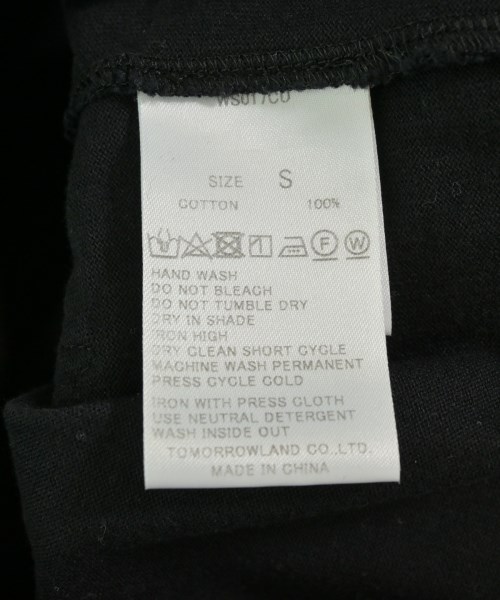 WS017CU
SIZE S
COTTON 100%
F W
HAND WASH
DO NOT BLEACH
DO NOT TUMBLE DRY
DRY IN SHADE
IRON HIGH
DRY CLEAN SHORT CYCLE
MACHINE WASH PERMANENT
PRESS CYCLE COLD
IRON WITH PRESS CLOTH
USE NEUTRAL DETERGENT
WASH INSIDE OUT
TOMORROWLAND CO.,LTD.
MADE IN CHINA